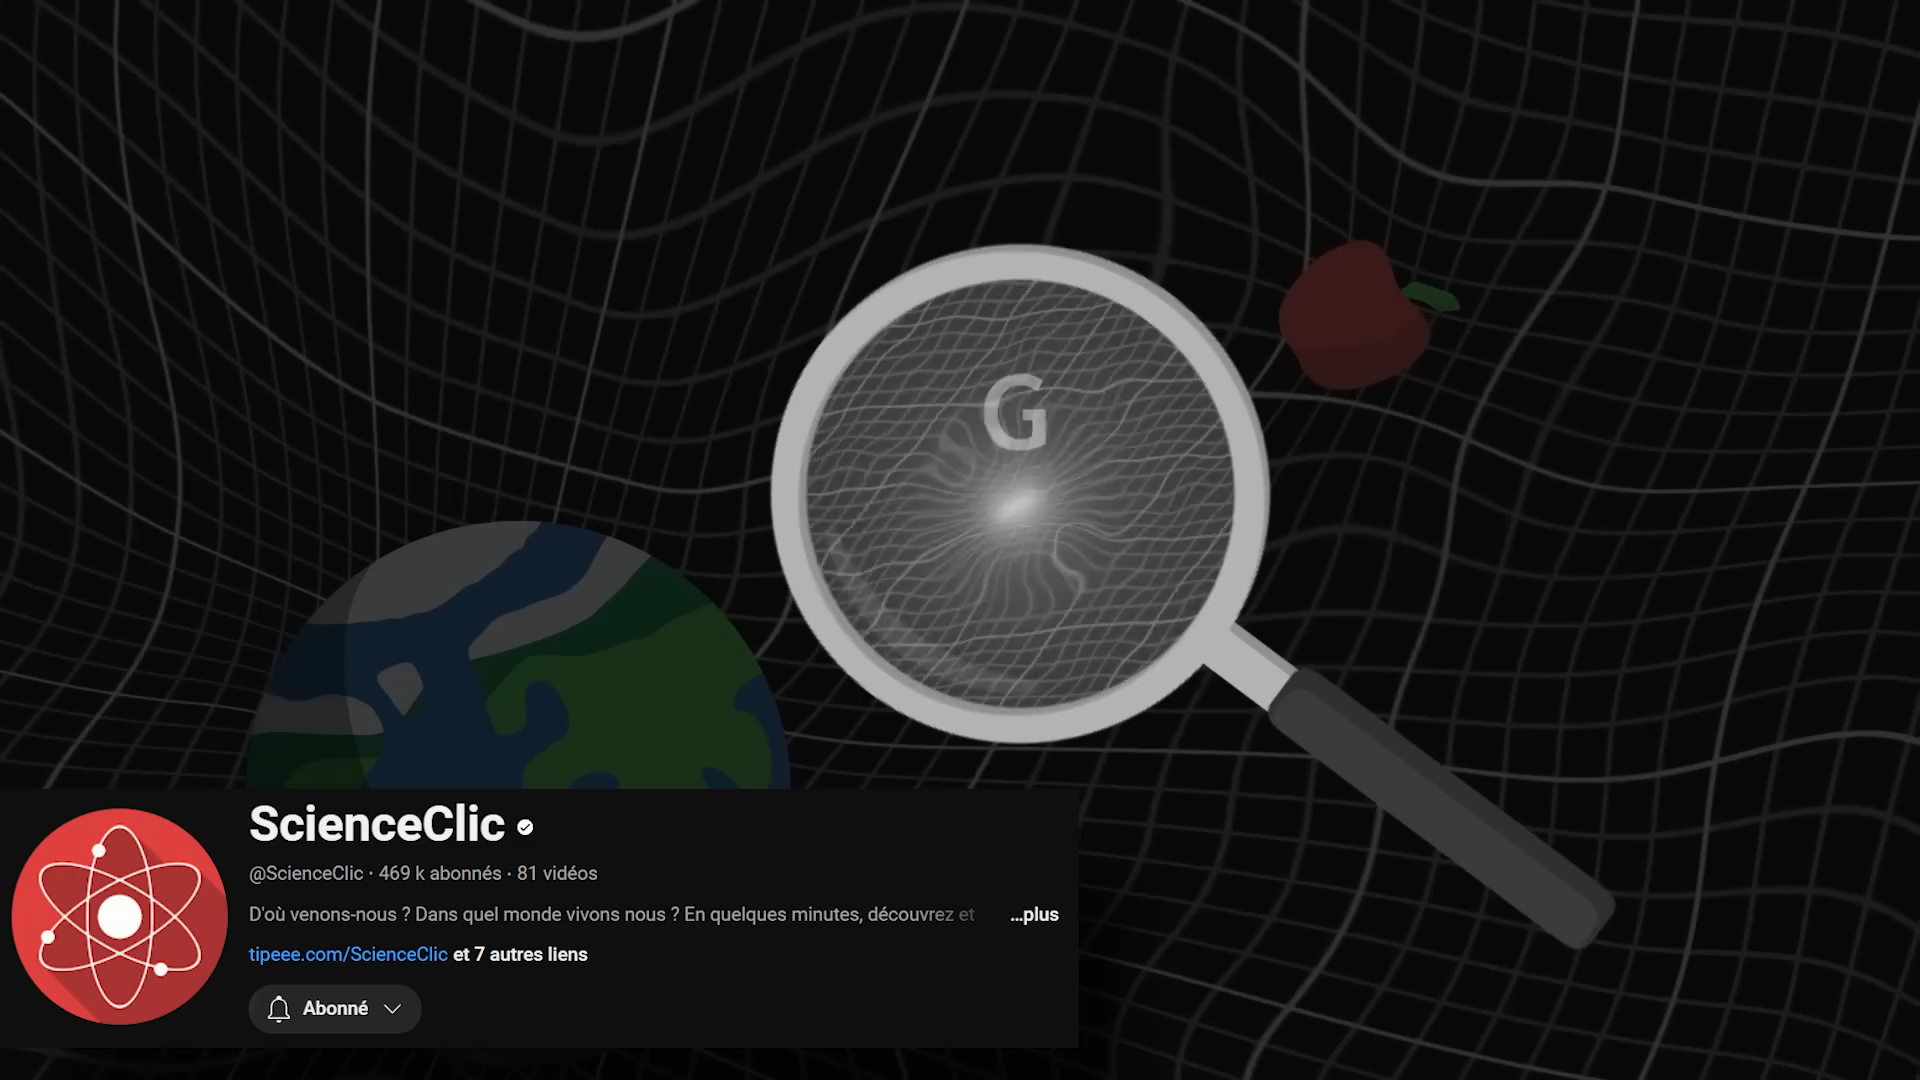 G
ScienceClic
@ScienceClic · 469 k abonnés · 81 vidéos
D'où venons-nous ? Dans quel monde vivons nous ? En quelques minutes, découvrez et ...plus
tipeee.com/ScienceClic et 7 autres liens
Abonné